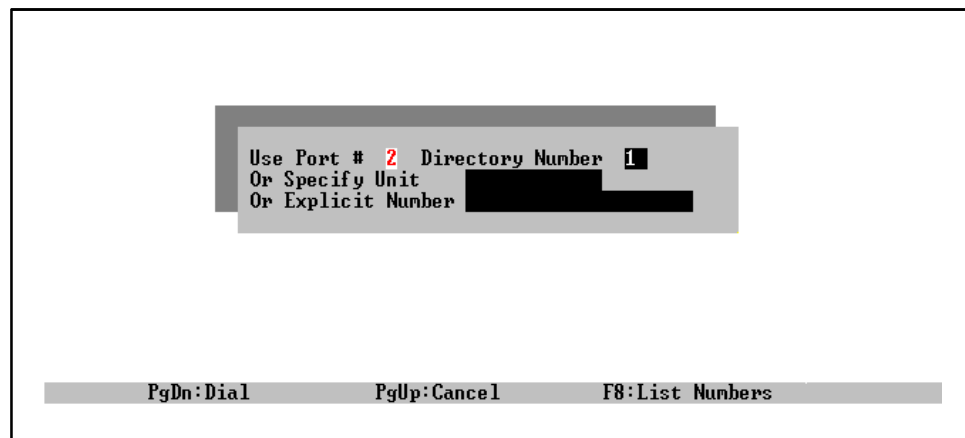 Use Port # 2 Directory Number 1
Or Specify Unit
Or Explicit Number
PgDn:Dial PgUp:Cancel F8:List Numbers